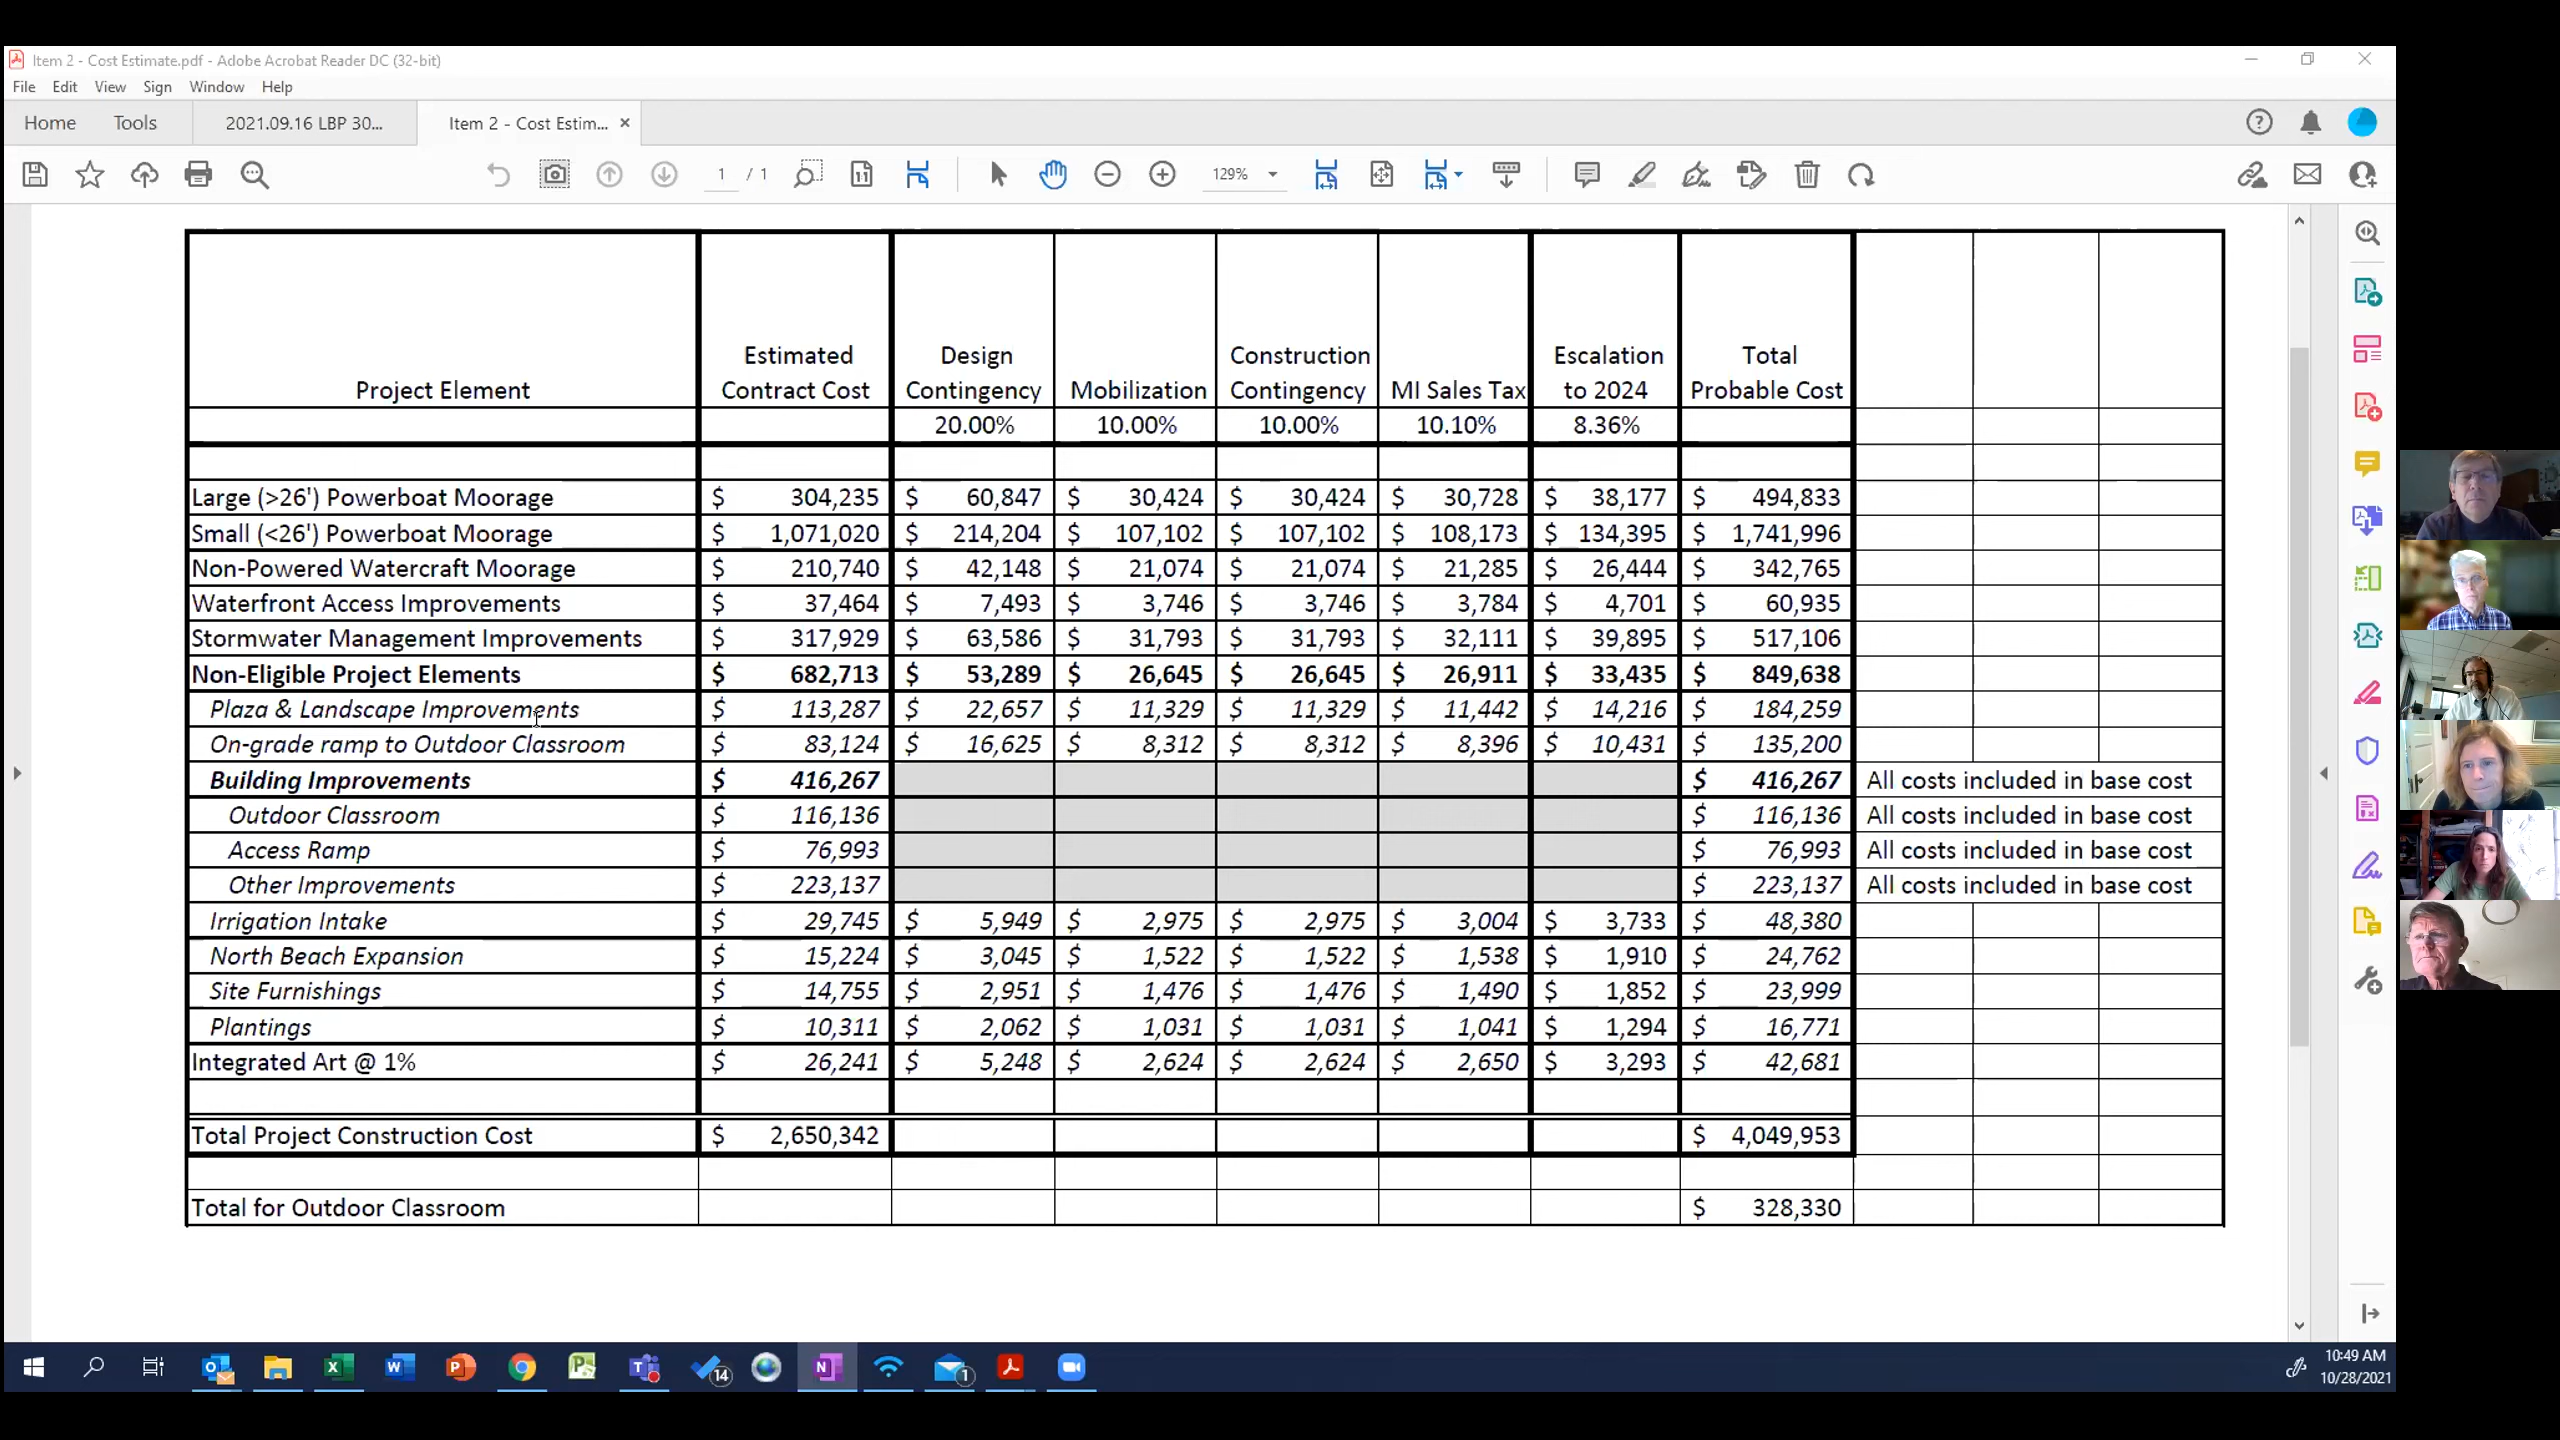 Item 2 - Cost Estimate.pdf - Adobe Acrobat Reader DC (32-bit)
File Edit View Sign Window Help
Home Tools 2021.09.16 LBP 30... Item 2 - Cost Estim... ×
1 / 1 129%
Estimated Design Construction Escalation Total
Project Element Contract Cost Contingency Mobilization Contingency MI Sales Tax to 2024 Probable Cost
20.00% 10.00% 10.00% 10.10% 8.36%
Large (>26') Powerboat Moorage $ 304,235 $ 60,847 $ 30,424 $ 30,424 $ 30,728 $ 38,177 $ 494,833
Small (<26') Powerboat Moorage $ 1,071,020 $ 214,204 $ 107,102 $ 107,102 $ 108,173 $ 134,395 $ 1,741,996
Non-Powered Watercraft Moorage $ 210,740 $ 42,148 $ 21,074 $ 21,074 $ 21,285 $ 26,444 $ 342,765
Waterfront Access Improvements $ 37,464 $ 7,493 $ 3,746 $ 3,746 $ 3,784 $ 4,701 $ 60,935
Stormwater Management Improvements $ 317,929 $ 63,586 $ 31,793 $ 31,793 $ 32,111 $ 39,895 $ 517,106
Non-Eligible Project Elements $ 682,713 $ 53,289 $ 26,645 $ 26,645 $ 26,911 $ 33,435 $ 849,638
Plaza & Landscape Improvements $ 113,287 $ 22,657 $ 11,329 $ 11,329 $ 11,442 $ 14,216 $ 184,259
On-grade ramp to Outdoor Classroom $ 83,124 $ 16,625 $ 8,312 $ 8,312 $ 8,396 $ 10,431 $ 135,200
Building Improvements $ 416,267 $ 416,267 All costs included in base cost
Outdoor Classroom $ 116,136 $ 116,136 All costs included in base cost
Access Ramp $ 76,993 $ 76,993 All costs included in base cost
Other Improvements $ 223,137 $ 223,137 All costs included in base cost
Irrigation Intake $ 29,745 $ 5,949 $ 2,975 $ 2,975 $ 3,004 $ 3,733 $ 48,380
North Beach Expansion $ 15,224 $ 3,045 $ 1,522 $ 1,522 $ 1,538 $ 1,910 $ 24,762
Site Furnishings $ 14,755 $ 2,951 $ 1,476 $ 1,476 $ 1,490 $ 1,852 $ 23,999
Plantings $ 10,311 $ 2,062 $ 1,031 $ 1,031 $ 1,041 $ 1,294 $ 16,771
Integrated Art @ 1% $ 26,241 $ 5,248 $ 2,624 $ 2,624 $ 2,650 $ 3,293 $ 42,681
Total Project Construction Cost $ 2,650,342 $ 4,049,953
Total for Outdoor Classroom $ 328,330
14 1
10:49 AM
10/28/2021